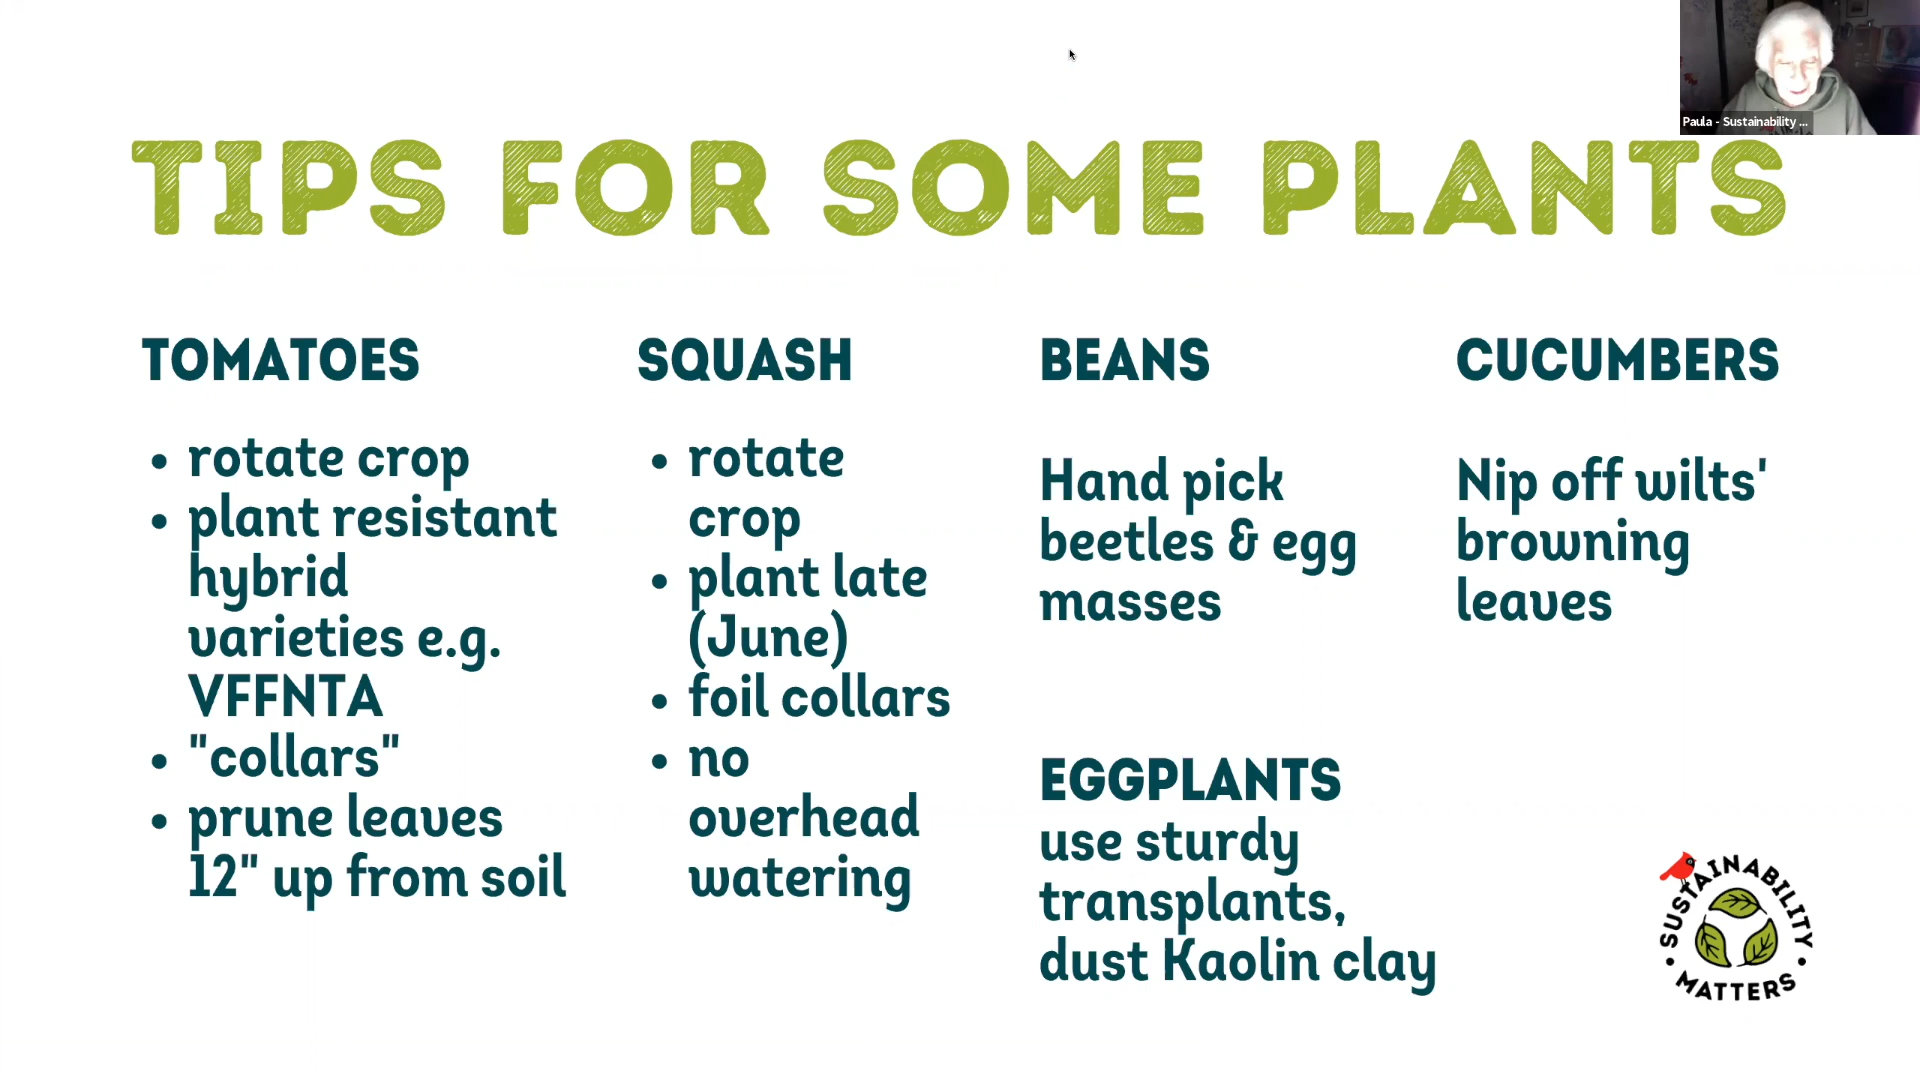 Paula - Sustainability ...
TIPS FOR SOME PLANTS
TOMATOES
• rotate crop
• plant resistant
hybrid
varieties e.g.
VFFNTA
• "collars"
• prune leaves
12" up from soil
SQUASH
• rotate
crop
• plant late
(June)
• foil collars
• no
overhead
watering
BEANS
Hand pick
beetles & egg
masses
EGGPLANTS
use sturdy
transplants,
dust Kaolin clay
CUCUMBERS
Nip off wilts'
browning
leaves
SUSTAINABILITY
• MATTERS •